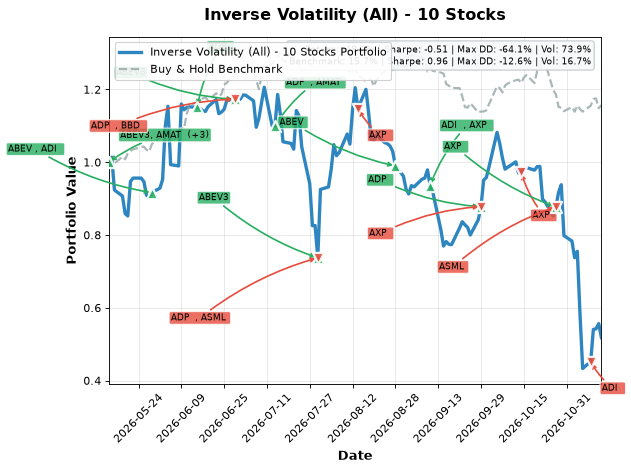 Inverse Volatility (All) - 10 Stocks
Inverse Volatility (All) - 10 Stocks Portfolio
Buy & Hold Benchmark
Sharpe: -0.51 | Max DD: -64.1% | Vol: 73.9%
Sharpe: 0.96 | Max DD: -12.6% | Vol: 16.7%
ADP , AMAT
ADP , BBD
ABEV
ABEV3, AMAT (+3)
AXP
ADI , AXP
ABEV , ADI
AXP
ADP
ABEV3
AXP
AXP
ASML
ADP , ASML
ADI
Portfolio Value
1.2
1.0
0.8
0.6
0.4
2026-05-24
2026-06-09
2026-06-25
2026-07-11
2026-07-27
2026-08-12
2026-08-28
2026-09-13
2026-09-29
2026-10-15
2026-10-31
Date